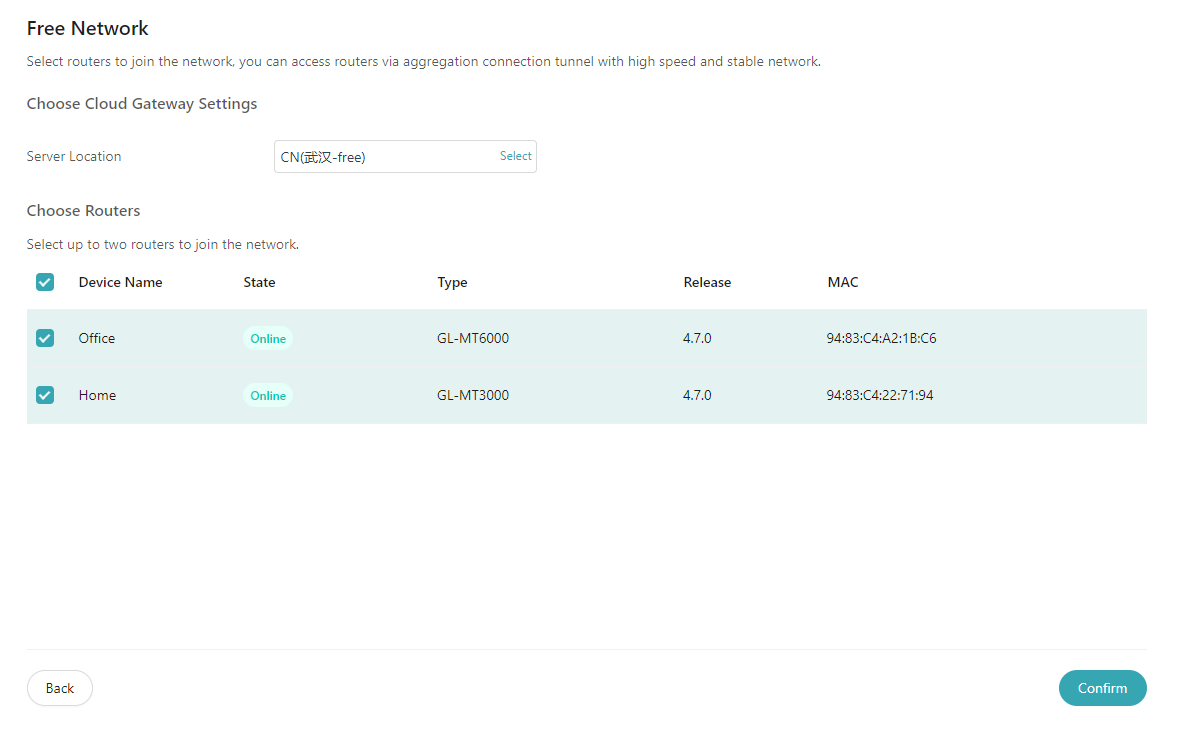 Free Network
Select routers to join the network, you can access routers via aggregation connection tunnel with high speed and stable network.
Choose Cloud Gateway Settings
Server Location CN(武汉-free) Select
Choose Routers
Select up to two routers to join the network.
Device Name State Type Release MAC
Office Online GL-MT6000 4.7.0 94:83:C4:A2:1B:C6
Home Online GL-MT3000 4.7.0 94:83:C4:22:71:94
Back Confirm